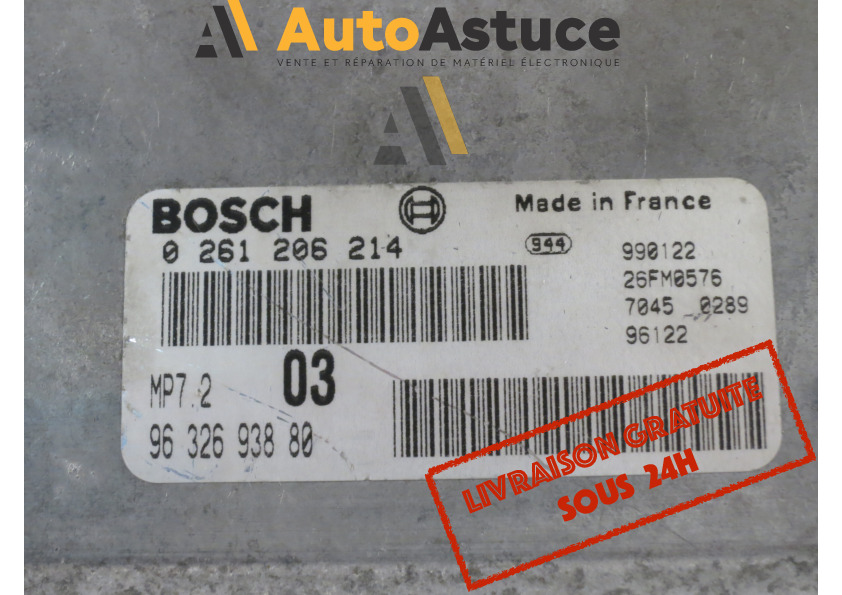 AutoAstuce
VENTE ET RÉPARATION DE MATÉRIEL ÉLECTRONIQUE
BOSCH
Made in France
0 261 206 214
944
990122
26FM0576
7045 0289
96122
MP7.2
03
96 326 938 80
LIVRAISON GRATUITE
SOUS 24H